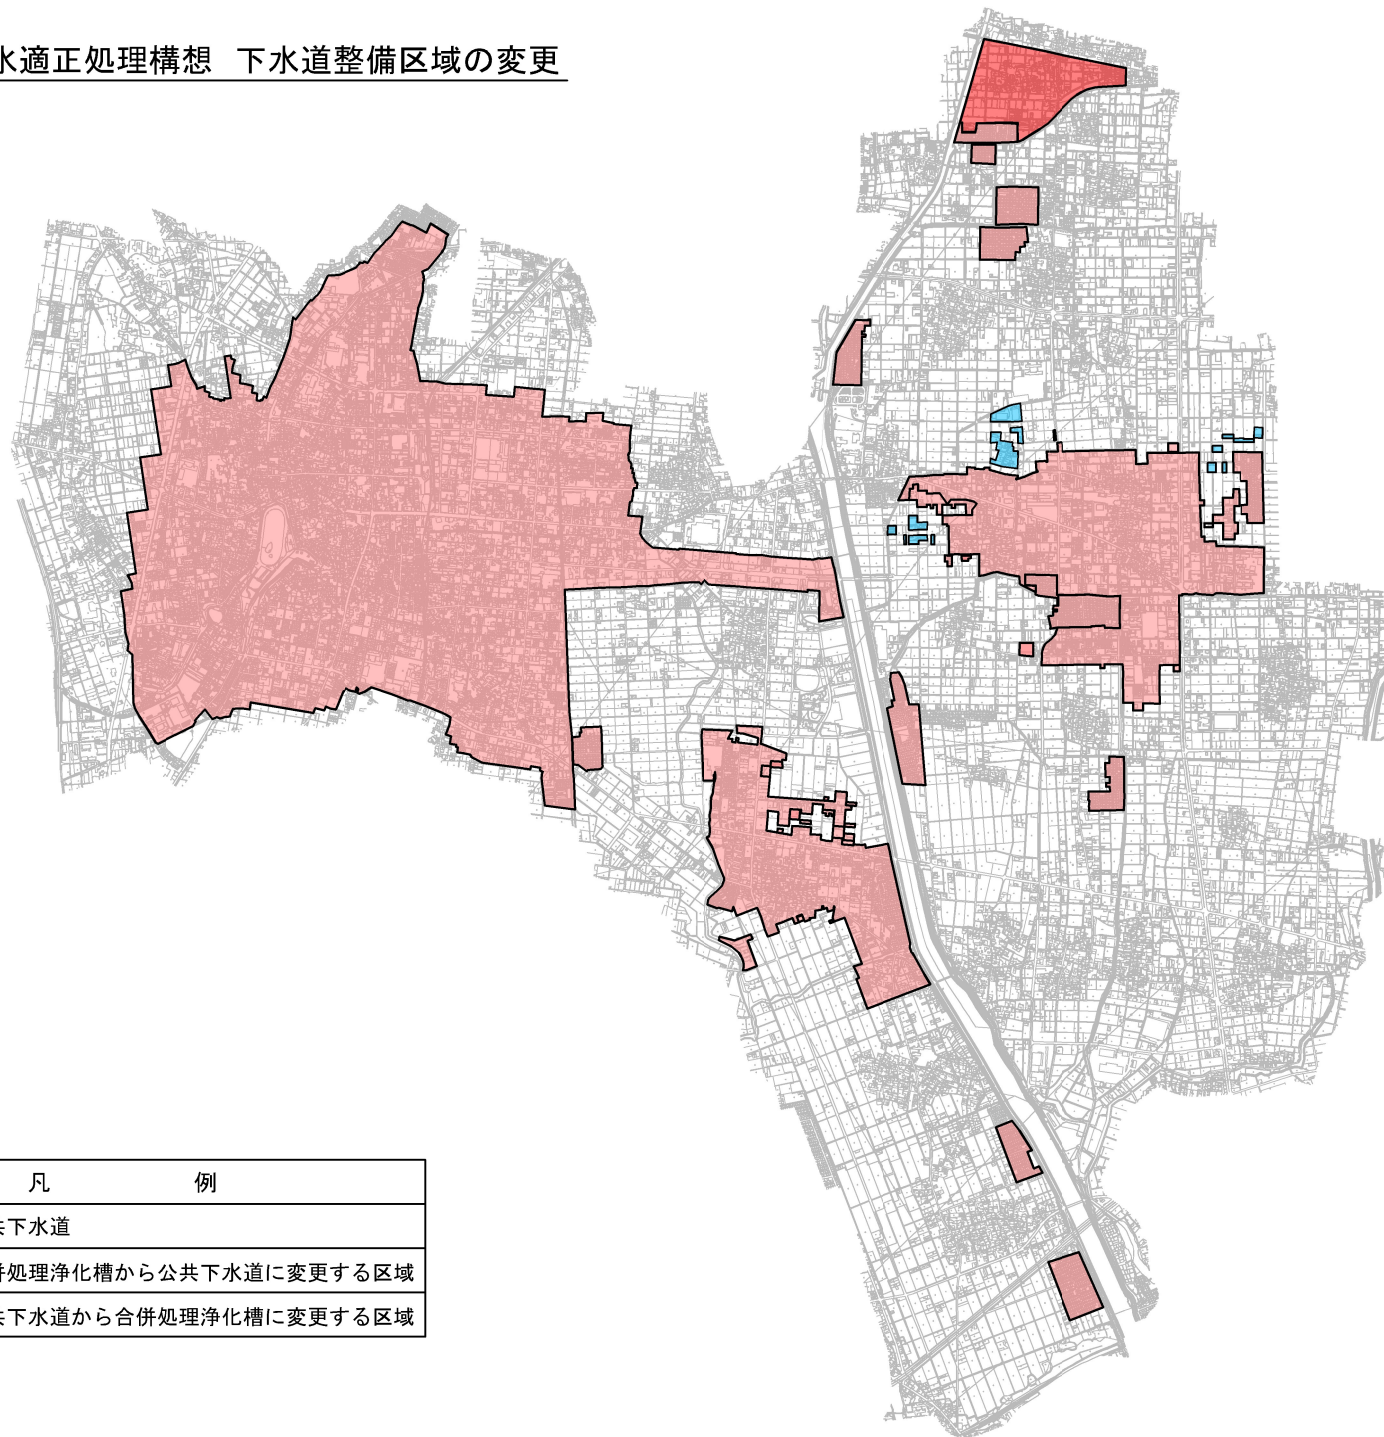 水適正処理構想 下水道整備区域の変更
凡 例
共下水道
併処理浄化槽から公共下水道に変更する区域
共下水道から合併処理浄化槽に変更する区域